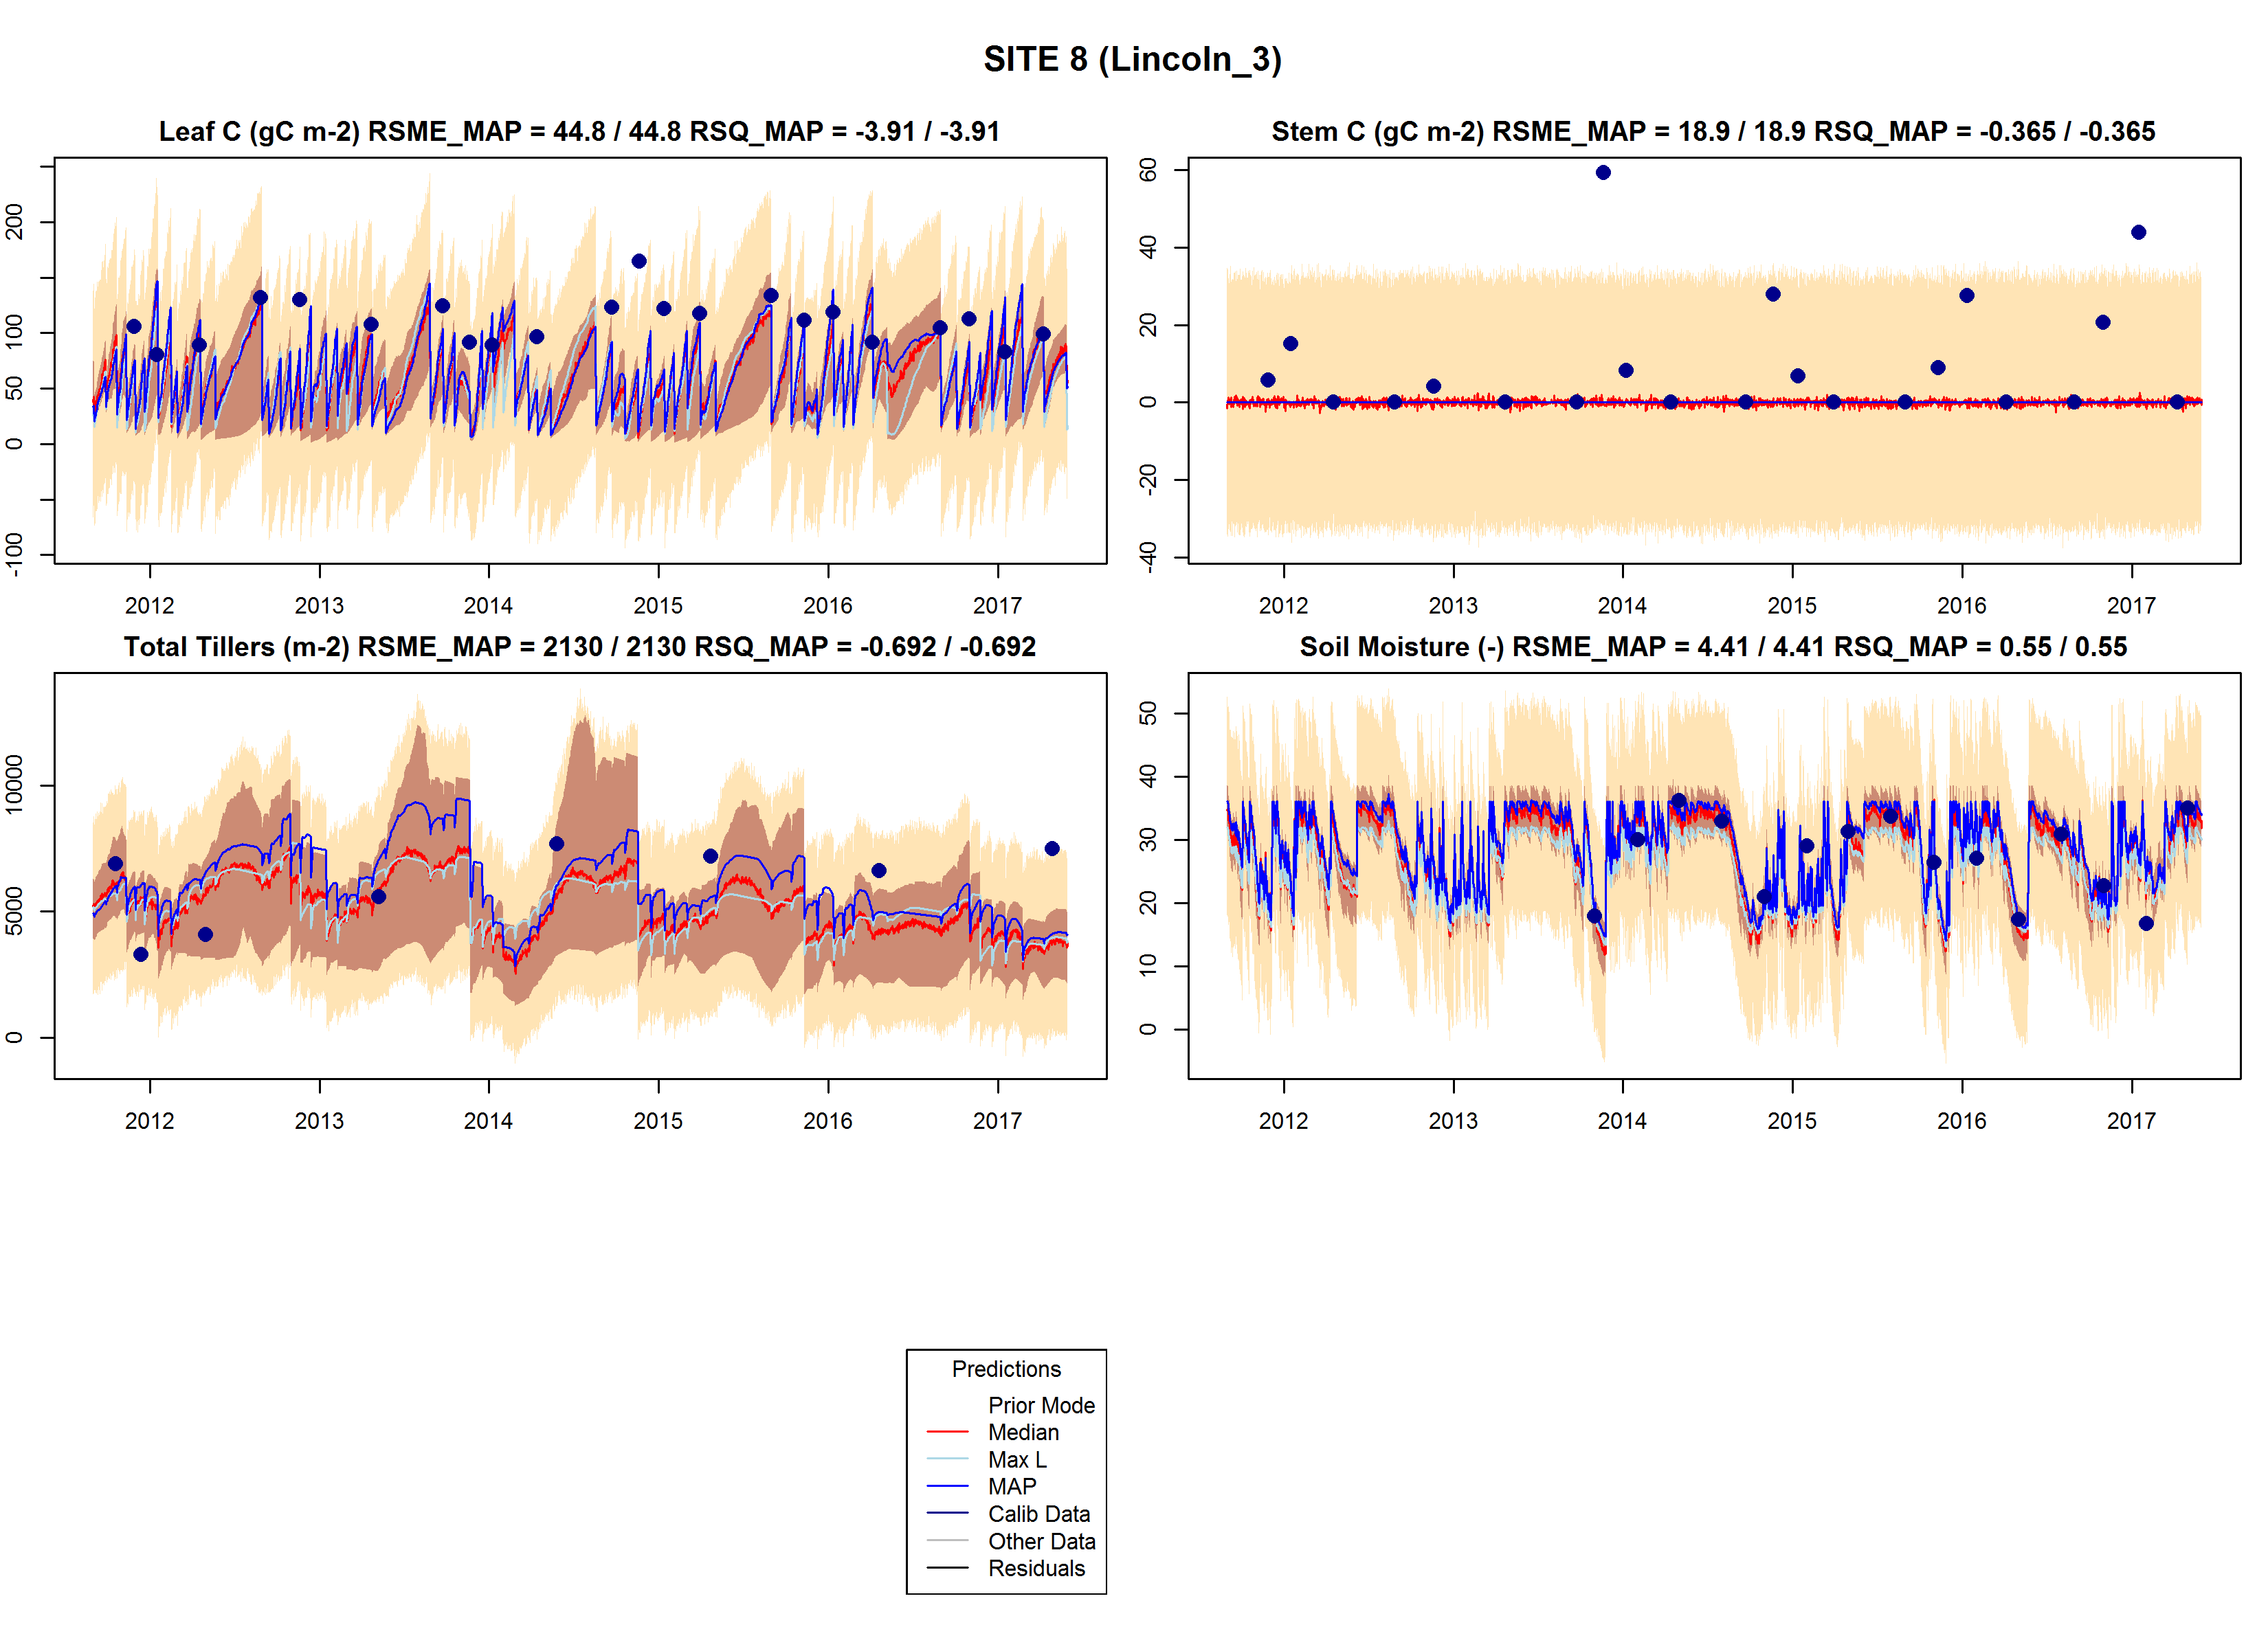 SITE 8 (Lincoln_3)
Leaf C (gC m-2) RSME_MAP = 44.8 / 44.8 RSQ_MAP = -3.91 / -3.91
-100
0
50
100
200
2012 2013 2014 2015 2016 2017
Stem C (gC m-2) RSME_MAP = 18.9 / 18.9 RSQ_MAP = -0.365 / -0.365
-40
-20
0
20
40
60
2012 2013 2014 2015 2016 2017
Total Tillers (m-2) RSME_MAP = 2130 / 2130 RSQ_MAP = -0.692 / -0.692
0
5000
10000
2012 2013 2014 2015 2016 2017
Soil Moisture (-) RSME_MAP = 4.41 / 4.41 RSQ_MAP = 0.55 / 0.55
0
10
20
30
40
50
2012 2013 2014 2015 2016 2017
Predictions
Prior Mode
Median
Max L
MAP
Calib Data
Other Data
Residuals